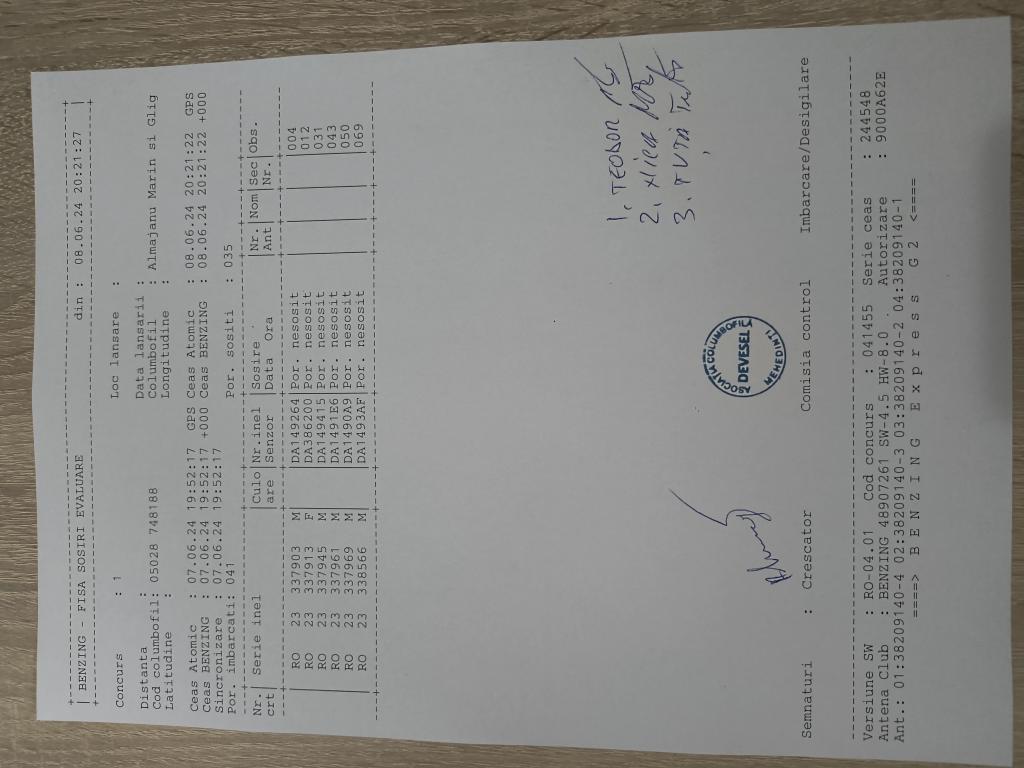 BENZING - FISA SOSIRI EVALUARE din : 08.06.24 20:21:27
Concurs : 1 Loc lansare :
Distanta : Data lansarii :
Cod columbofil: 05028 748188 Columbofil : Almajanu Marin si Glig
Latitudine : Longitudine :
Ceas Atomic : 07.06.24 19:52:17 GPS Ceas Atomic : 08.06.24 20:21:22 GPS
Ceas BENZING : 07.06.24 19:52:17 +000 Ceas BENZING : 08.06.24 20:21:22 +000
Sincronizare : 07.06.24 19:52:17
Por. imbarcati: 041 Por. sositi : 035
Nr.| Serie inel |Culo|Nr.inel |Sosire |Nr.|Nom|Sec|Obs.
crt| |are |Senzor |Data Ora |Ant| |Nr.|
RO 23 337903 M DA149264 Por. nesosit 004
RO 23 337913 F DA386620 Por. nesosit 012
RO 23 337945 M DA149415 Por. nesosit 031
RO 23 337961 M DA1491E6 Por. nesosit 043
RO 23 337969 M DA1490A9 Por. nesosit 050
RO 23 338566 M DA1493AF Por. nesosit 069
1. TEODOR
2.
3.
ASOCIATIA COLUMBOFILA
DEVESEL
MEHEDINTI
Semnaturi : Crescator Comisia control Imbarcare/Desigilare
Versiune SW : RO-04.01 Cod concurs : 041455 Serie ceas : 244548
Antena Club : BENZING 48907261 SW-4.5 HW-8.0 Autorizare : 9000A62E
Ant.: 01:38209140-4 02:38209140-3 03:38209140-2 04:38209140-1
====> B E N Z I N G E x p r e s s G 2 <====